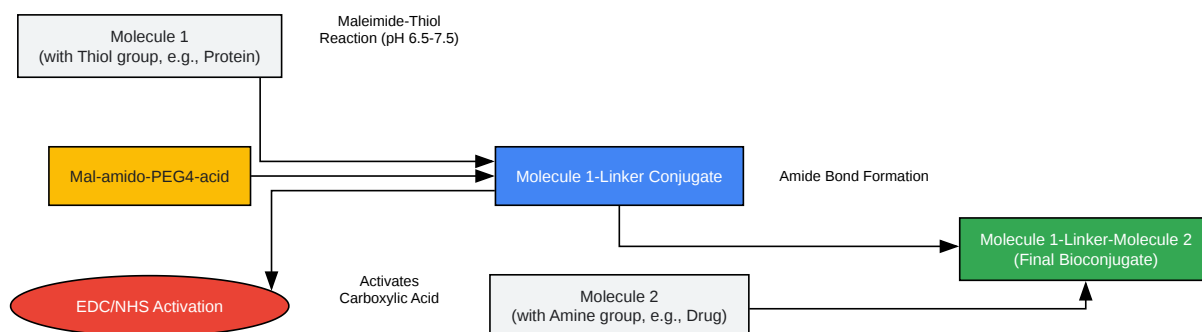 Molecule 1
(with Thiol group, e.g., Protein)
Maleimide-Thiol
Reaction (pH 6.5-7.5)
Mal-amido-PEG4-acid
Molecule 1-Linker Conjugate
Amide Bond Formation
Molecule 1-Linker-Molecule 2
(Final Bioconjugate)
EDC/NHS Activation
Activates
Carboxylic Acid
Molecule 2
(with Amine group, e.g., Drug)